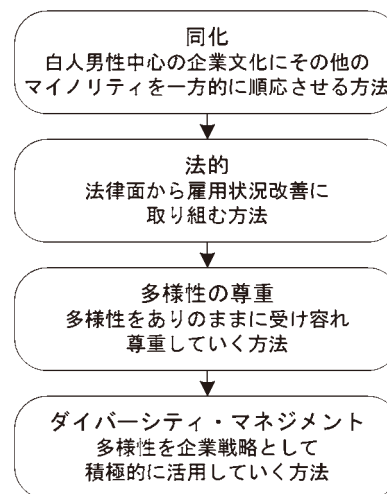 同化
白人男性中心の企業文化にその他の
マイノリティを一方的に順応させる方法
法的
法律面から雇用状況改善に
取り組む方法
多様性の尊重
多様性をありのままに受け容れ
尊重していく方法
ダイバーシティ・マネジメント
多様性を企業戦略として
積極的に活用していく方法